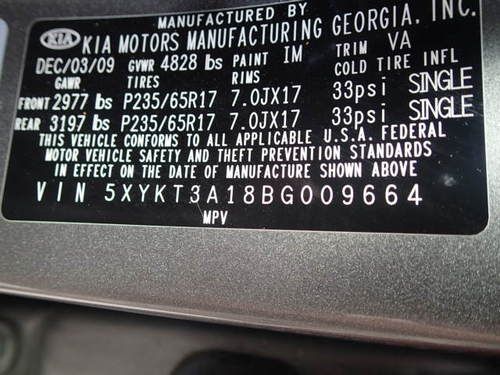 MANUFACTURED BY
KIA KIA MOTORS MANUFACTURING GEORGIA, INC.
DEC/03/09 GVWR 4828 lbs PAINT IM TRIM VA
GAWR TIRES RIMS COLD TIRE INFL
FRONT 2977 lbs P235/65R17 7.0JX17 33psi SINGLE
REAR 3197 lbs P235/65R17 7.0JX17 33psi SINGLE
THIS VEHICLE CONFORMS TO ALL APPLICABLE U.S.A. FEDERAL
MOTOR VEHICLE SAFETY AND THEFT PREVENTION STANDARDS
IN EFFECT ON THE DATE OF MANUFACTURE SHOWN ABOVE.
VIN 5XYKT3A18BG009664
MPV